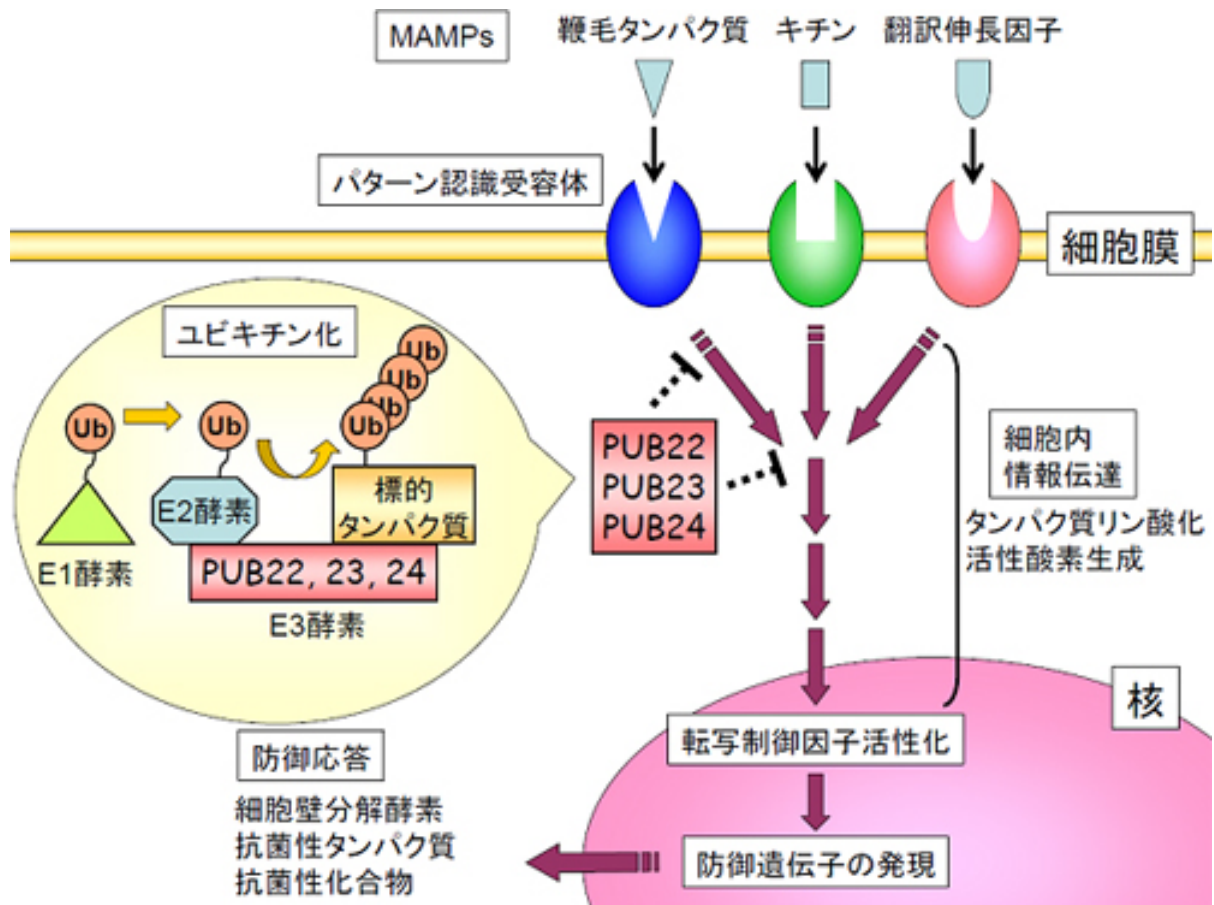 MAMPs
鞭毛タンパク質
キチン
翻訳伸長因子
パターン認識受容体
細胞膜
ユビキチン化
Ub
Ub
Ub
Ub
Ub
Ub
E1酵素
E2酵素
標的
タンパク質
PUB22, 23, 24
E3酵素
PUB22
PUB23
PUB24
細胞内
情報伝達
タンパク質リン酸化
活性酸素生成
核
転写制御因子活性化
防御遺伝子の発現
防御応答
細胞壁分解酵素
抗菌性タンパク質
抗菌性化合物